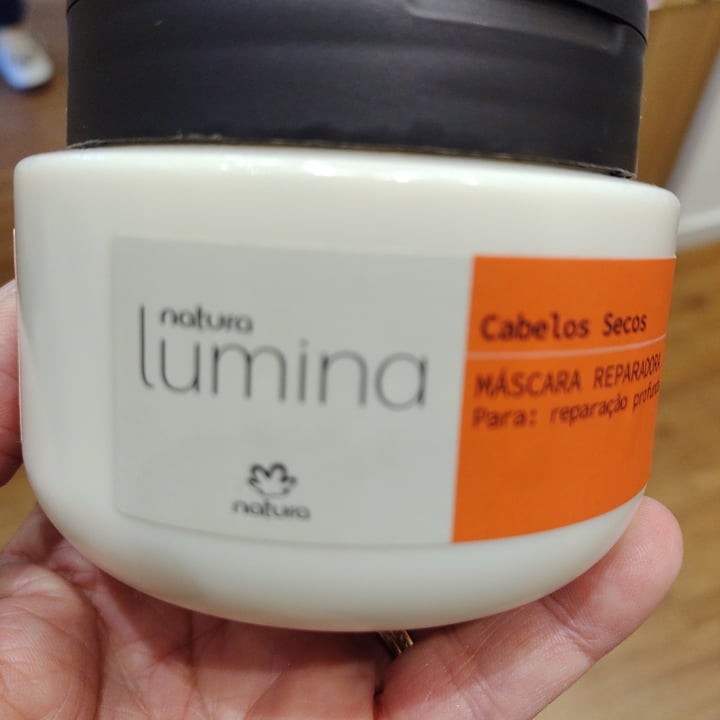 natura
lumina
natura
Cabelos Secos
MÁSCARA REPARADORA
Para: reparação